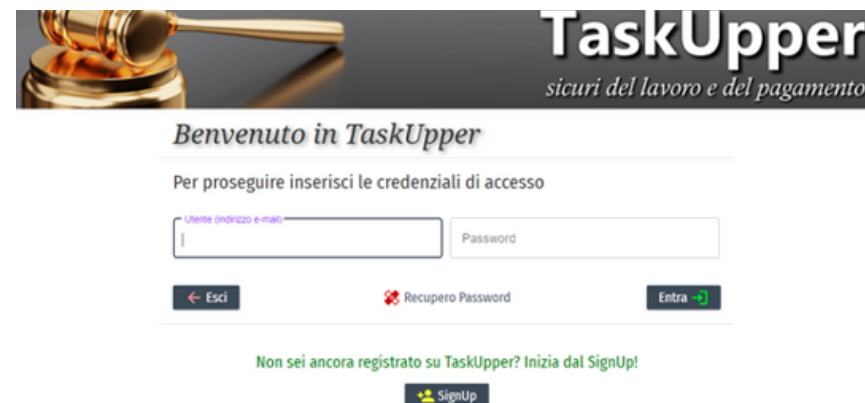 TaskUpper
sicuri del lavoro e del pagamento
Benvenuto in TaskUpper
Per proseguire inserisci le credenziali di accesso
Utente (indirizzo e-mail)
Password
Esci
Recupero Password
Entra
Non sei ancora registrato su TaskUpper? Inizia dal SignUp!
SignUp